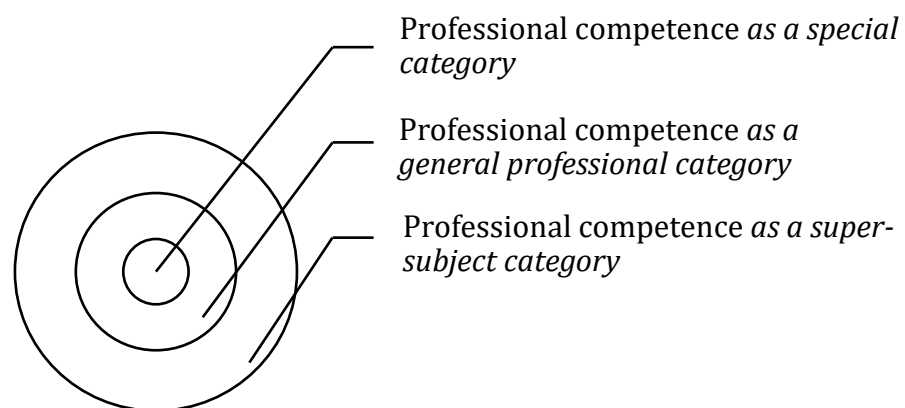 Professional competence as a special
category
Professional competence as a
general professional category
Professional competence as a super-
subject category